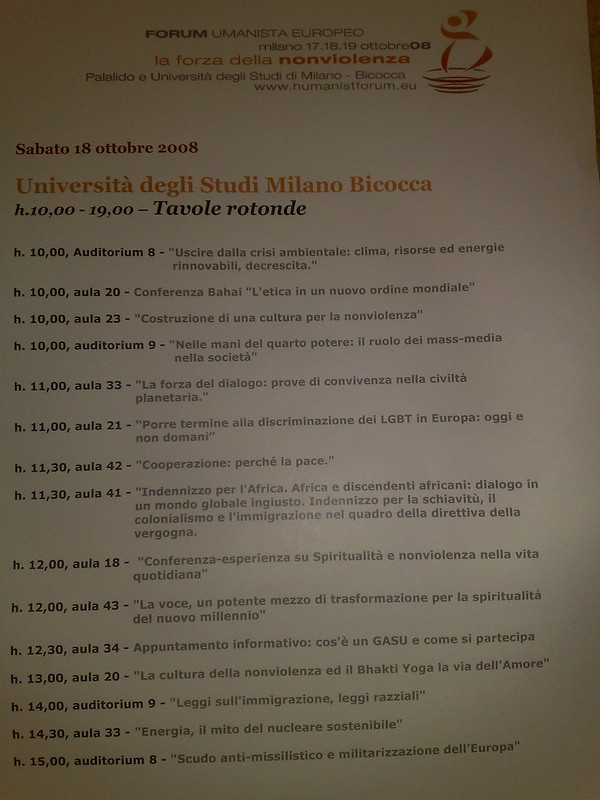 FORUM UMANISTA EUROPEO
milano 17.18.19 ottobre08
la forza della nonviolenza
Palalido e Università degli Studi di Milano - Bicocca
www.humanistforum.eu
Sabato 18 ottobre 2008
Università degli Studi Milano Bicocca
h.10,00 - 19,00 – Tavole rotonde
h. 10,00, Auditorium 8 - "Uscire dalla crisi ambientale: clima, risorse ed energie
rinnovabili, decrescita."
h. 10,00, aula 20 - Conferenza Bahai "L'etica in un nuovo ordine mondiale"
h. 10,00, aula 23 - "Costruzione di una cultura per la nonviolenza"
h. 10,00, auditorium 9 - "Nelle mani del quarto potere: il ruolo dei mass-media
nella società"
h. 11,00, aula 33 - "La forza del dialogo: prove di convivenza nella civiltà
planetaria."
h. 11,00, aula 21 - "Porre termine alla discriminazione dei LGBT in Europa: oggi e
non domani"
h. 11,30, aula 42 - "Cooperazione: perché la pace."
h. 11,30, aula 41 - "Indennizzo per l'Africa. Africa e discendenti africani: dialogo in
un mondo globale ingiusto. Indennizzo per la schiavitù, il
colonialismo e l'immigrazione nel quadro della direttiva della
vergogna.
h. 12,00, aula 18 - "Conferenza-esperienza su Spiritualità e nonviolenza nella vita
quotidiana"
h. 12,00, aula 43 - "La voce, un potente mezzo di trasformazione per la spiritualità
del nuovo millennio"
h. 12,30, aula 34 - Appuntamento informativo: cos'è un GASU e come si partecipa
h. 13,00, aula 20 - "La cultura della nonviolenza ed il Bhakti Yoga la via dell'Amore"
h. 14,00, auditorium 9 - "Leggi sull'immigrazione, leggi razziali"
h. 14,30, aula 33 - "Energia, il mito del nucleare sostenibile"
h. 15,00, auditorium 8 - "Scudo anti-missilistico e militarizzazione dell'Europa"